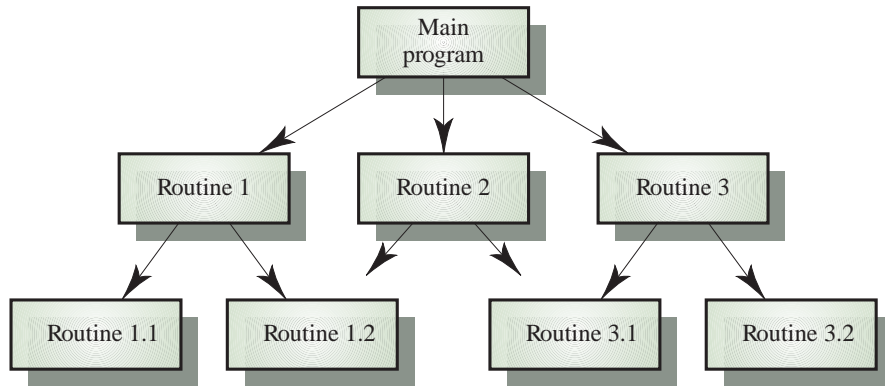 Main
program
Routine 1
Routine 2
Routine 3
Routine 1.1
Routine 1.2
Routine 3.1
Routine 3.2